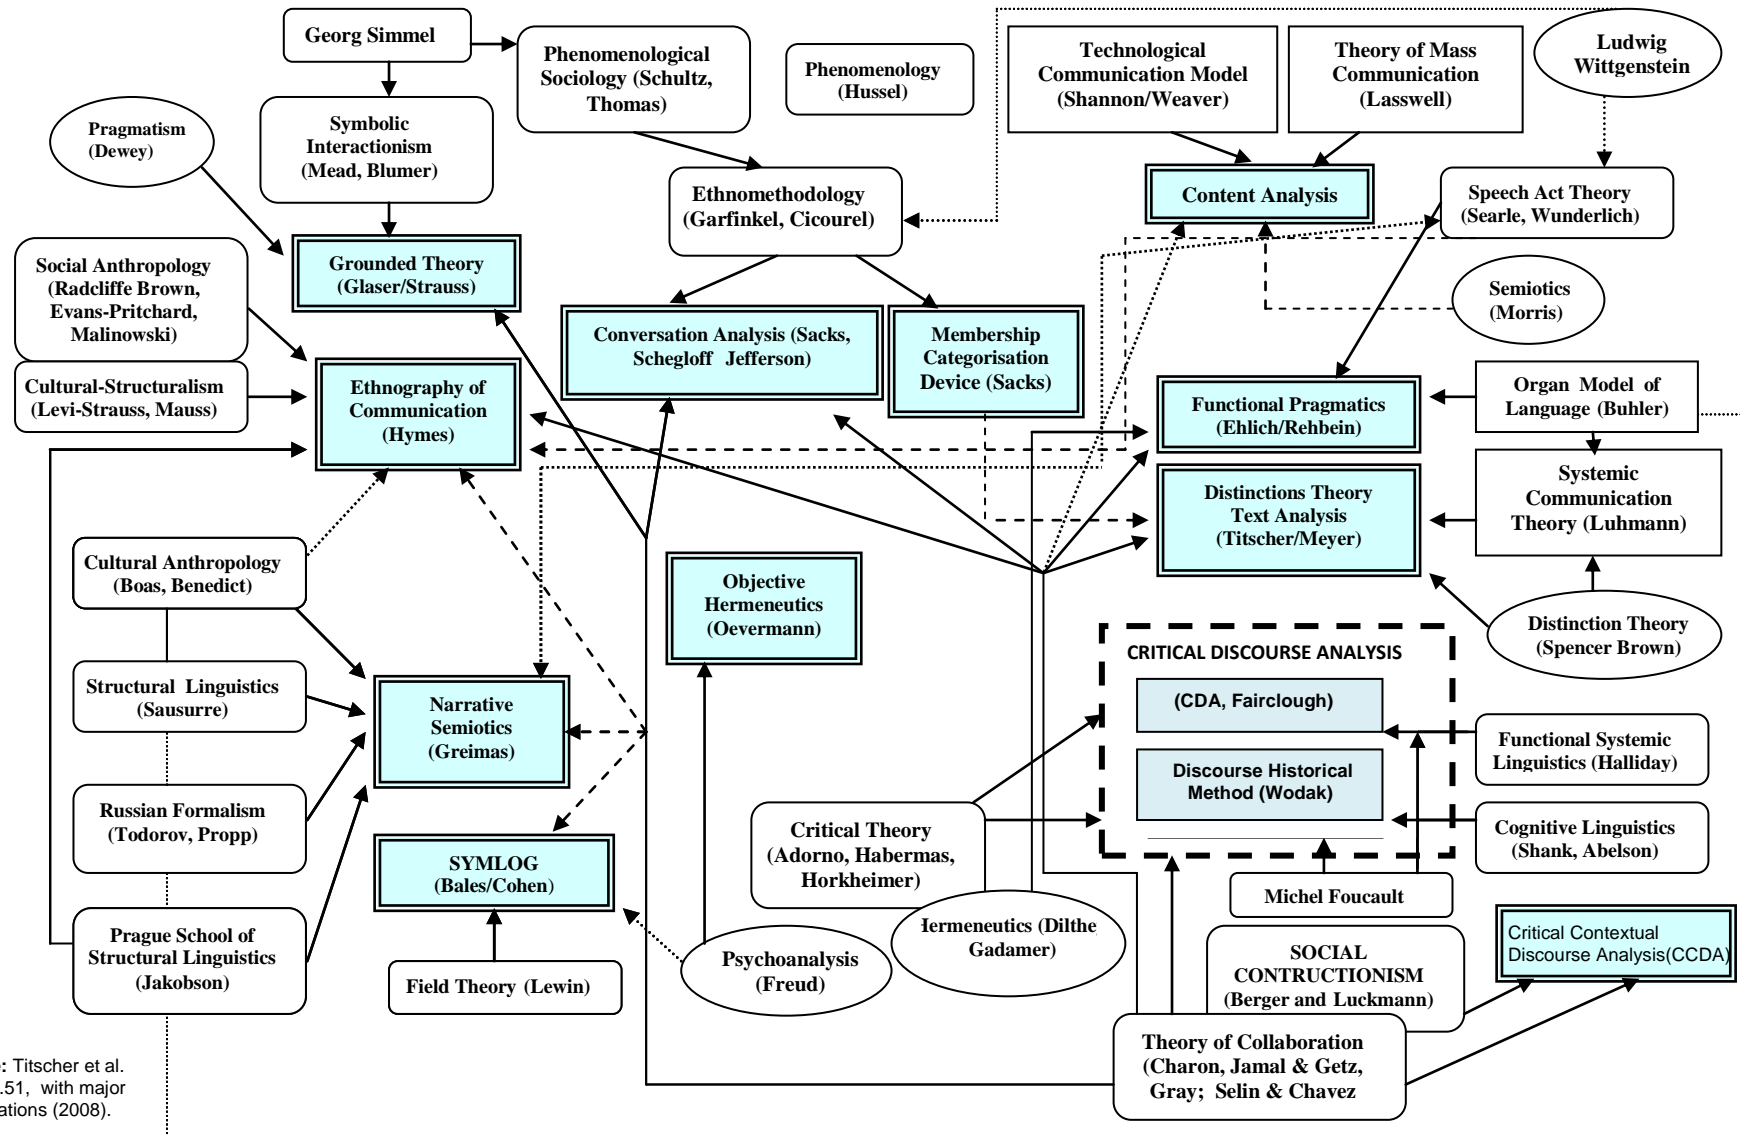 Georg Simmel
Phenomenological
Sociology (Schultz,
Thomas)
Phenomenology
(Hussel)
Technological
Communication Model
(Shannon/Weaver)
Theory of Mass
Communication
(Lasswell)
Ludwig
Wittgenstein
Pragmatism
(Dewey)
Symbolic
Interactionism
(Mead, Blumer)
Ethnomethodology
(Garfinkel, Cicourel)
Content Analysis
Speech Act Theory
(Searle, Wunderlich)
Social Anthropology
(Radcliffe Brown,
Evans-Pritchard,
Malinowski)
Grounded Theory
(Glaser/Strauss)
Semiotics
(Morris)
Conversation Analysis (Sacks,
Schegloff Jefferson)
Membership
Categorisation
Device (Sacks)
Cultural-Structuralism
(Levi-Strauss, Mauss)
Ethnography of
Communication
(Hymes)
Functional Pragmatics
(Ehlich/Rehbein)
Organ Model of
Language (Buhler)
Distinctions Theory
Text Analysis
(Titscher/Meyer)
Systemic
Communication
Theory (Luhmann)
Cultural Anthropology
(Boas, Benedict)
Objective
Hermeneutics
(Oevermann)
Distinction Theory
(Spencer Brown)
CRITICAL DISCOURSE ANALYSIS
(CDA, Fairclough)
Discourse Historical
Method (Wodak)
Structural Linguistics
(Sausurre)
Narrative
Semiotics
(Greimas)
Functional Systemic
Linguistics (Halliday)
Russian Formalism
(Todorov, Propp)
Critical Theory
(Adorno, Habermas,
Horkheimer)
Cognitive Linguistics
(Shank, Abelson)
SYMLOG
(Bales/Cohen)
Michel Foucault
Prague School of
Structural Linguistics
(Jakobson)
Field Theory (Lewin)
Psychoanalysis
(Freud)
Hermeneutics (Dilthe
Gadamer)
SOCIAL
CONTRUCTIONISM
(Berger and Luckmann)
Critical Contextual
Discourse Analysis(CCDA)
Theory of Collaboration
(Charon, Jamal & Getz,
Gray; Selin & Chavez
e: Titscher et al.
.51, with major
ations (2008).